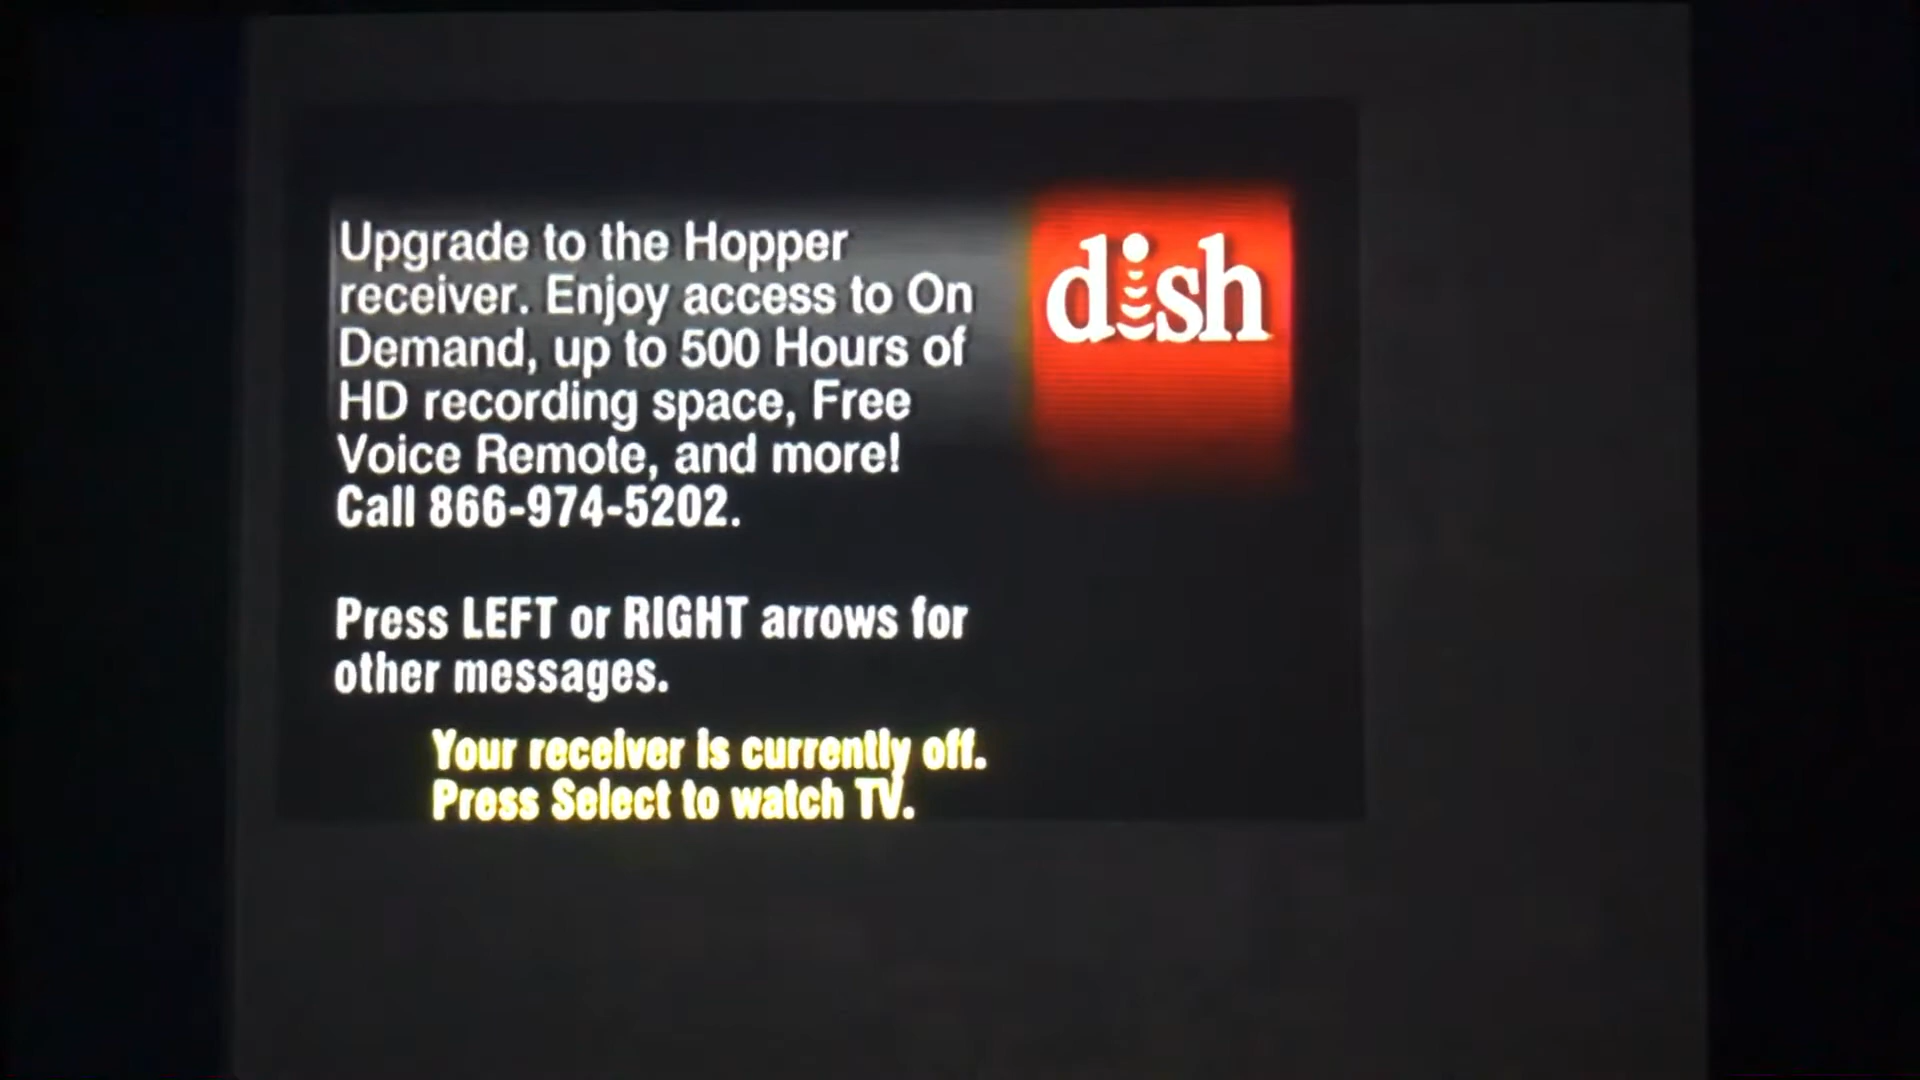 Upgrade to the Hopper
receiver. Enjoy access to On
Demand, up to 500 Hours of
HD recording space, Free
Voice Remote, and more!
Call 866-974-5202.
dish
Press LEFT or RIGHT arrows for
other messages.
Your receiver is currently off.
Press Select to watch TV.